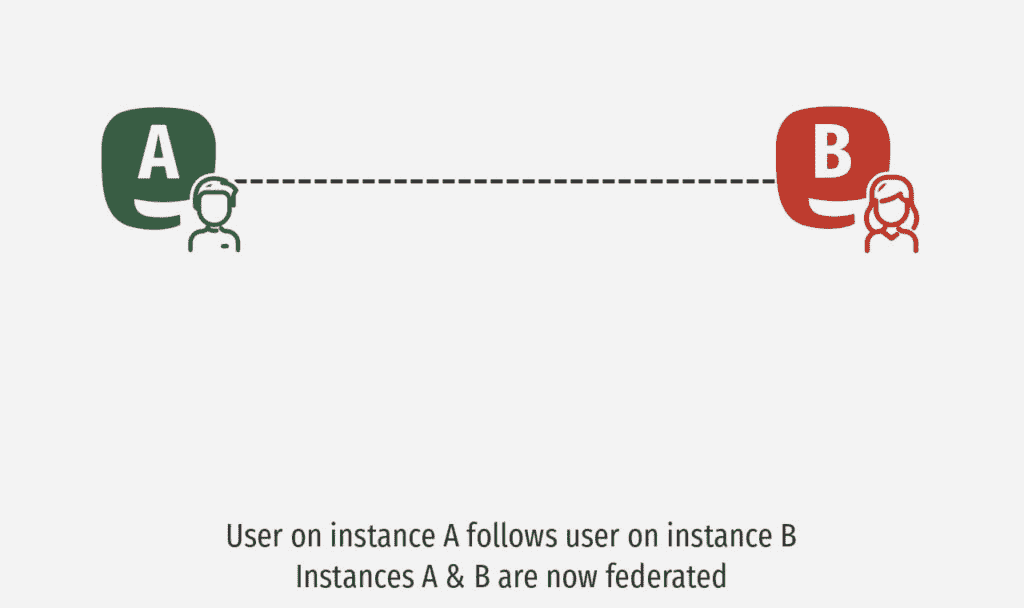 A
B
User on instance A follows user on instance B
Instances A & B are now federated